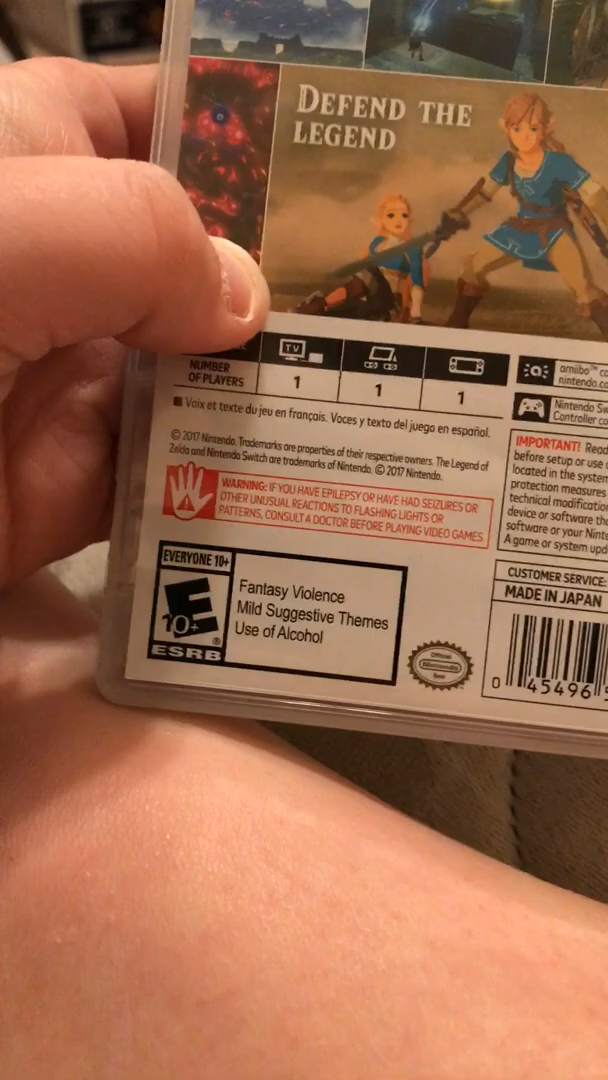 DEFEND THE
LEGEND
TV
NUMBER
OF PLAYERS
1
1
1
amiibo™ co
nintendo.co
Nintendo Sw
Controller co
■ Voix et texte du jeu en français. Voces y texto del juego en español.
© 2017 Nintendo. Trademarks are properties of their respective owners. The Legend of
Zelda and Nintendo Switch are trademarks of Nintendo. © 2017 Nintendo.
WARNING: IF YOU HAVE EPILEPSY OR HAVE HAD SEIZURES OR
OTHER UNUSUAL REACTIONS TO FLASHING LIGHTS OR
PATTERNS, CONSULT A DOCTOR BEFORE PLAYING VIDEO GAMES.
IMPORTANT! Read
before setup or use o
located in the system
protection measures
technical modification
device or software tha
software or your Ninte
A game or system upd
EVERYONE 10+
E
10+
®
ESRB
Fantasy Violence
Mild Suggestive Themes
Use of Alcohol
Official
Nintendo
Seal
CUSTOMER SERVICE:
MADE IN JAPAN
0 45496